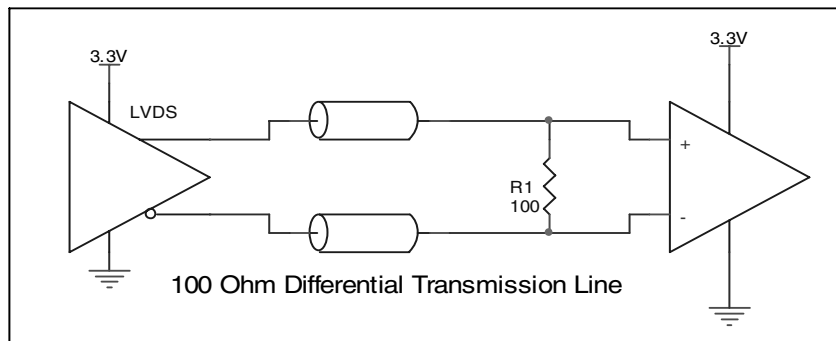 3.3V
3.3V
LVDS
+
R1
100
-
100 Ohm Differential Transmission Line